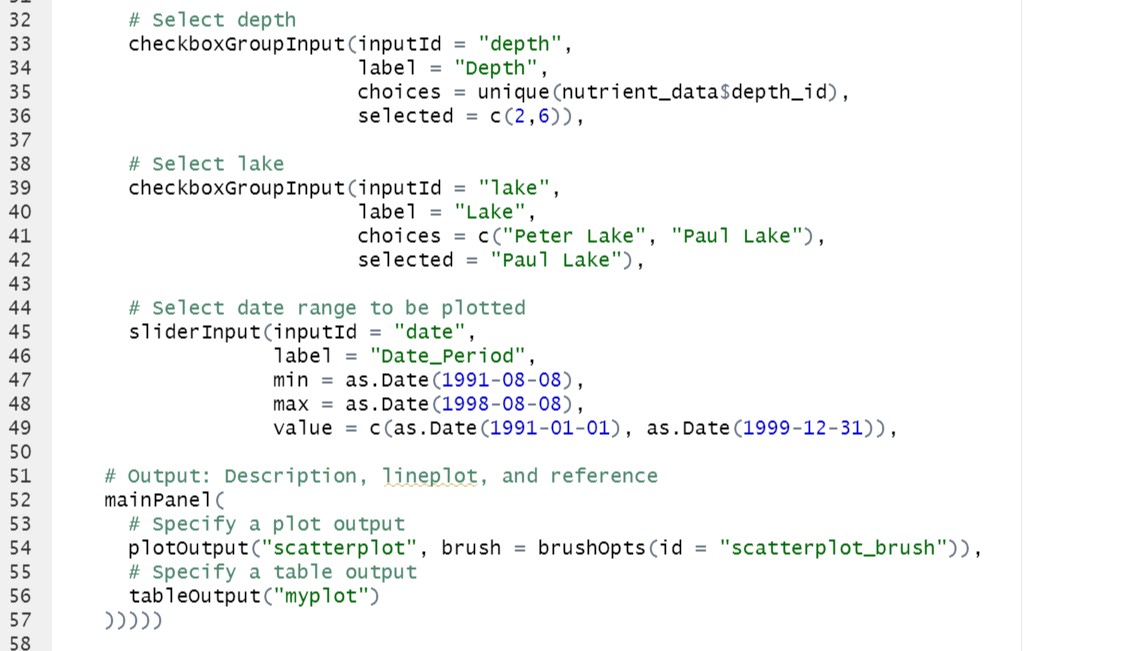 32 # Select depth
33 checkboxGroupInput(inputId = "depth",
34 label = "Depth",
35 choices = unique(nutrient_data$depth_id),
36 selected = c(2,6)),
37
38 # Select lake
39 checkboxGroupInput(inputId = "lake",
40 label = "Lake",
41 choices = c("Peter Lake", "Paul Lake"),
42 selected = "Paul Lake"),
43
44 # Select date range to be plotted
45 sliderInput(inputId = "date",
46 label = "Date_Period",
47 min = as.Date(1991-08-08),
48 max = as.Date(1998-08-08),
49 value = c(as.Date(1991-01-01), as.Date(1999-12-31)),
50
51 # Output: Description, lineplot, and reference
52 mainPanel(
53 # Specify a plot output
54 plotOutput("scatterplot", brush = brushOpts(id = "scatterplot_brush")),
55 # Specify a table output
56 tableOutput("myplot")
57 )))))
58